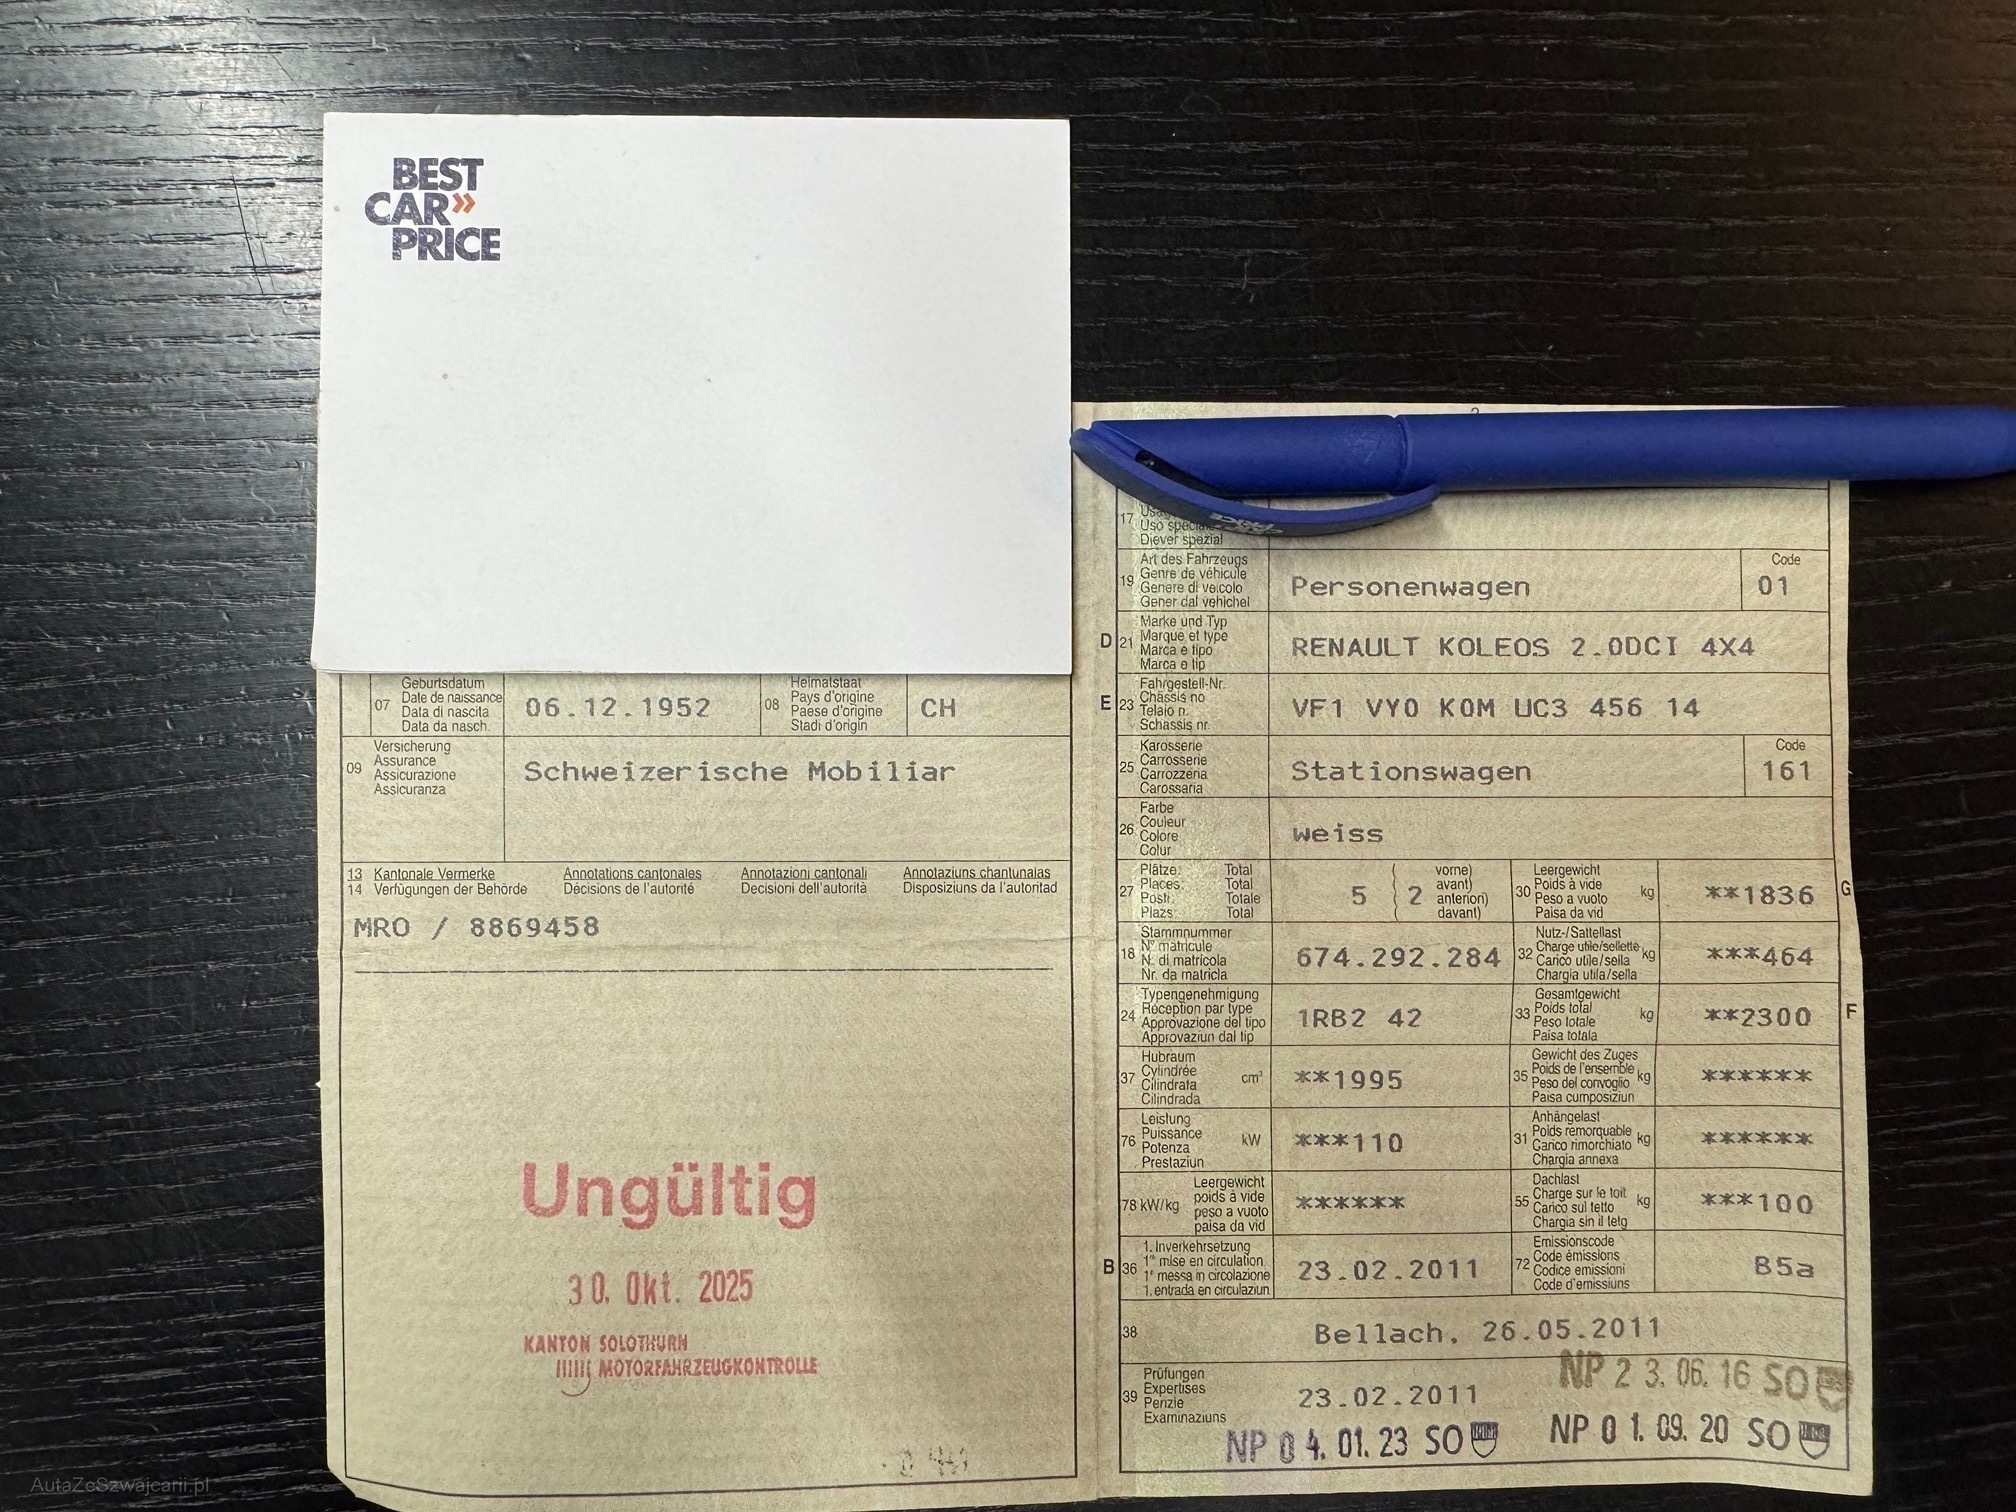 BEST
CAR»
PRICE
07
Geburtsdatum
Date de naissance
Data di nascita
Data da nasch.
06.12.1952
08
Heimatstaat
Pays d'origine
Paese d'origine
Stadi d'origin
CH
09
Versicherung
Assurance
Assicurazione
Assicuranza
Schweizerische Mobiliar
13 Kantonale Vermerke Annotations cantonales Annotazioni cantonali Annotaziuns chantunalas
14 Verfügungen der Behörde Décisions de l'autorité Decisioni dell'autorità Disposiziuns da l'autoritad
MRO / 8869458
Ungültig
30. Okt. 2025
KANTON SOLOTHURN
MOTORFAHRZEUGKONTROLLE
17
Uso
Diever spezial
19
Art des Fahrzeugs
Genre de véhicule
Genere di veicolo
Gener dal vehichel
Personenwagen
Code
01
D 21
Marke und Typ
Marque et type
Marca e tipo
Marca e tip
RENAULT KOLEOS 2.0DCI 4X4
E 23
Fahrgestell-Nr.
Châssis no
Telaio n.
Schassis nr.
VF1 VY0 K0M UC3 456 14
25
Karosserie
Carrosserie
Carrozzeria
Carossaria
Stationswagen
Code
161
26
Farbe
Couleur
Colore
Colur
weiss
27
Plätze: Total
Places: Total
Posti: Totale
Plazs: Total
5 ( 2
vorne)
avant)
anteriori)
davant)
30
Leergewicht
Poids à vide
Peso a vuoto
Paisa da vid
kg
**1836
G
18
Stammnummer
N° matricule
N. di matricola
Nr. da matricla
674.292.284
32
Nutz-/Sattellast
Charge utile/sellette
Carico utile/sella
Chargia utila/sella
kg
***464
24
Typengenehmigung
Réception par type
Approvazione del tipo
Approvaziun dal tip
1RB2 42
33
Gesamtgewicht
Poids total
Peso totale
Paisa totala
kg
**2300
F
37
Hubraum
Cylindrée
Cilindrata
Cilindrada
cm³
**1995
35
Gewicht des Zuges
Poids de l'ensemble
Peso del convoglio
Paisa cumposiziun
kg
******
76
Leistung
Puissance
Potenza
Prestaziun
kW
***110
31
Anhängelast
Poids remorquable
Carico rimorchiato
Chargia annexa
kg
******
78 kW/kg
Leergewicht
poids à vide
peso a vuoto
paisa da vid
******
55
Dachlast
Charge sur le toit
Carico sul tetto
Chargia sin il tetg
kg
***100
B 36
1. Inverkehrsetzung
1re mise en circulation
1a messa in circolazione
1. entrada en circulaziun
23.02.2011
72
Emissionscode
Code émissions
Codice emissioni
Code d'emissiuns
B5a
38
Bellach, 26.05.2011
39
Prüfungen
Expertises
Perizie
Examinaziuns
23.02.2011
NP 2 3. 06. 16 SO
NP 0 4. 01. 23 SO
NP 0 1. 09. 20 SO
AutaZeSzwajcarii.pl